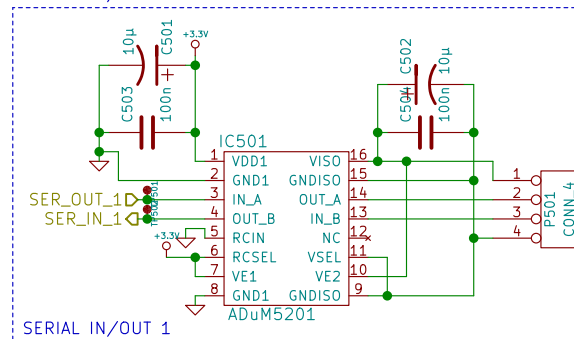 +3.3V
10µ
C501
C503
100n
C502
10µ
C504
100n
IC501
1 VDD1 VISO 16
2 GND1 GNDISO 15
SER_OUT_1 3 IN_A OUT_A 14
SER_IN_1 4 OUT_B IN_B 13
5 RCIN NC 12
+3.3V
6 RCSEL VSEL 11
7 VE1 VE2 10
8 GND1 GNDISO 9
ADuM5201
1
2
3
4
P501
CONN_4
SERIAL IN/OUT 1